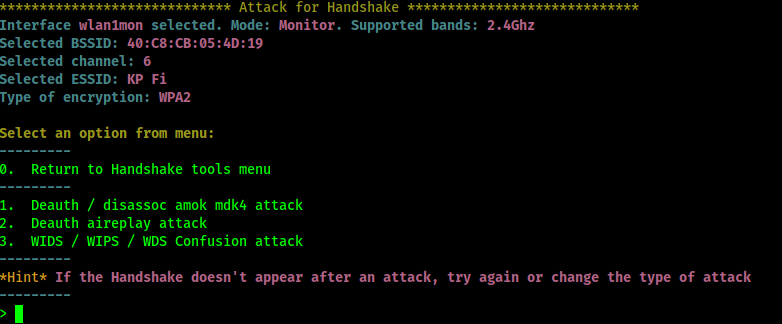 ***************************** Attack for Handshake *****************************
Interface wlan1mon selected. Mode: Monitor. Supported bands: 2.4Ghz
Selected BSSID: 40:C8:CB:05:4D:19
Selected channel: 6
Selected ESSID: KP Fi
Type of encryption: WPA2
Select an option from menu:
---------
0.  Return to Handshake tools menu
---------
1.  Deauth / disassoc amok mdk4 attack
2.  Deauth aireplay attack
3.  WIDS / WIPS / WDS Confusion attack
---------
*Hint* If the Handshake doesn't appear after an attack, try again or change the type of attack
---------
>